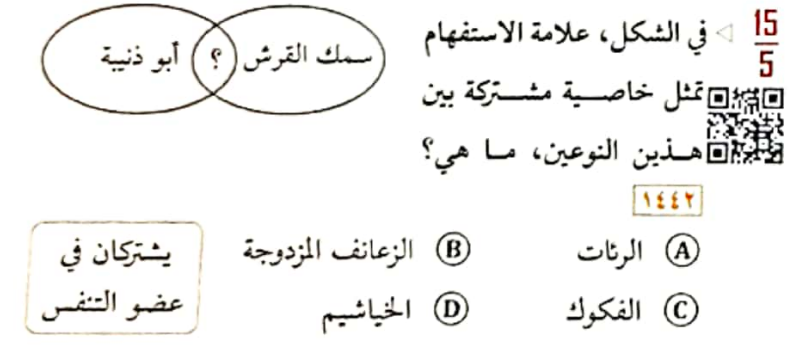 15
5
في الشكل، علامة الاستفهام
تمثل خاصية مشتركة بين
هذين النوعين، ما هي؟
١٤٤٢
سمك القرش
؟
أبو ذنيبة
A الرئات
B الزعانف المزدوجة
C الفكوك
D الخياشيم
يشتركان في
عضو التنفس